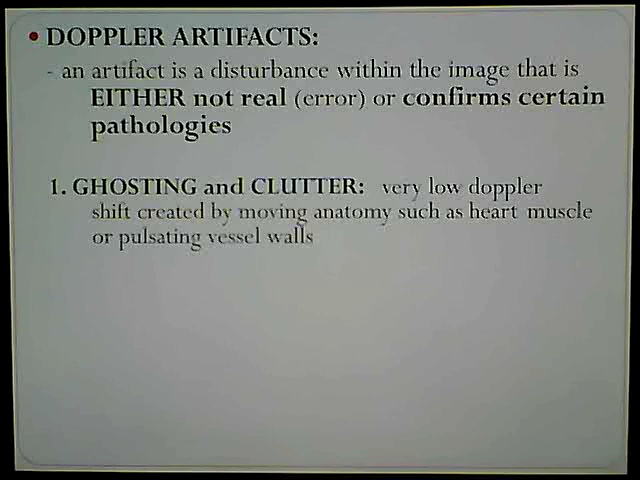 • DOPPLER ARTIFACTS:
- an artifact is a disturbance within the image that is
EITHER not real (error) or confirms certain
pathologies
1. GHOSTING and CLUTTER: very low doppler
shift created by moving anatomy such as heart muscle
or pulsating vessel walls